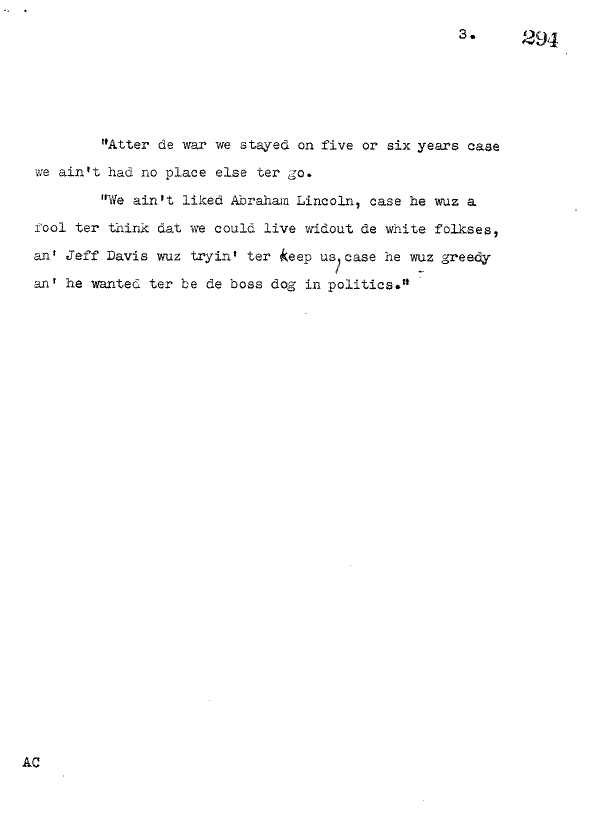 3. 294
"Atter de war we stayed on five or six years case
we ain't had no place else ter go.
"We ain't liked Abraham Lincoln, case he wuz a
fool ter think dat we could live widout de white folkses,
an' Jeff Davis wuz tryin' ter keep us, case he wuz greedy
an' he wanted ter be de boss dog in politics."
AC